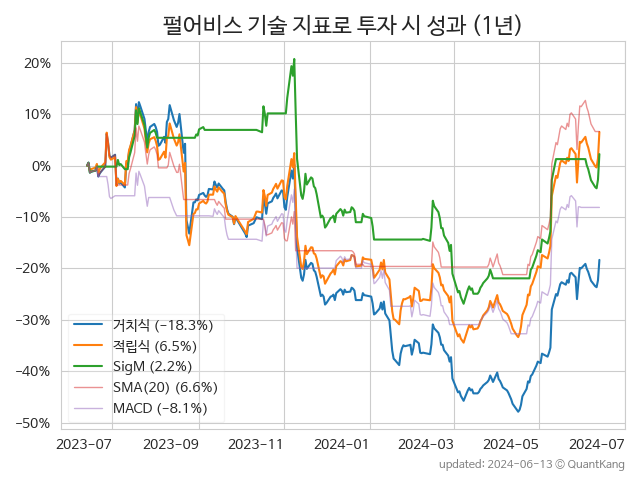 펄어비스 기술 지표로 투자 시 성과 (1년)
20%
10%
0%
−10%
−20%
−30%
−40%
−50%
거치식 (−18.3%)
적립식 (6.5%)
SigM (2.2%)
SMA(20) (6.6%)
MACD (−8.1%)
2023-07
2023-09
2023-11
2024-01
2024-03
2024-05
2024-07
updated: 2024-06-13 ⓒ QuantKang